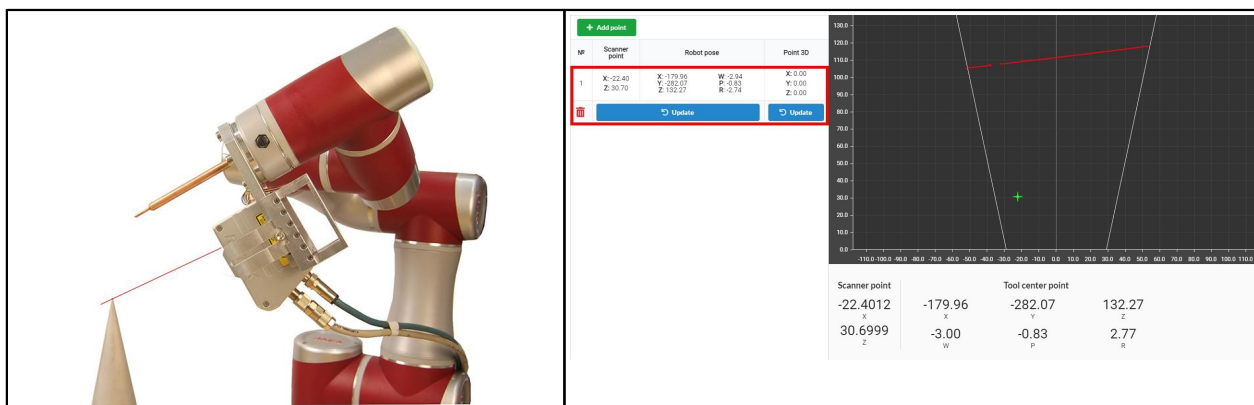 + Add point
№ Scanner point Robot pose Point 3D
1 X: -22.40 Z: 30.70 X: -179.96 Y: -282.07 Z: 132.27 W: -2.94 P: -0.83 R: -2.74 X: 0.00 Y: 0.00 Z: 0.00
Update Update
130.0
120.0
110.0
100.0
90.0
80.0
70.0
60.0
50.0
40.0
30.0
20.0
10.0
0.0
-110.0 -100.0 -90.0 -80.0 -70.0 -60.0 -50.0 -40.0 -30.0 -20.0 -10.0 0.0 10.0 20.0 30.0 40.0 50.0 60.0 70.0 80.0 90.0 100.0 110.0
Scanner point Tool center point
-22.4012 -179.96 -282.07 132.27
X X Y Z
30.6999 -3.00 -0.83 2.77
Z W P R